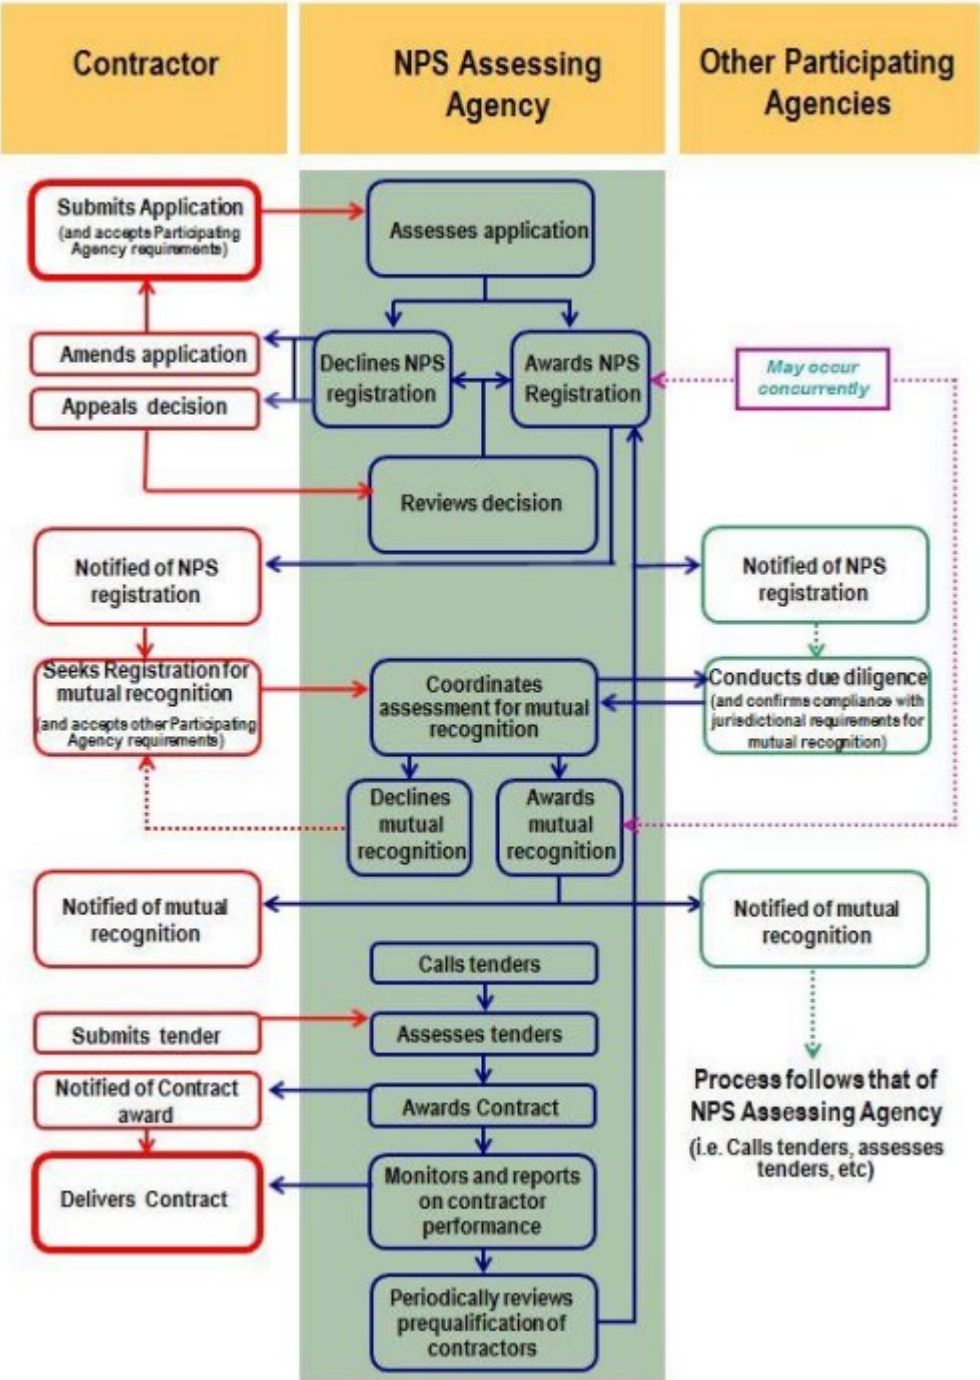 Contractor
NPS Assessing
Agency
Other Participating
Agencies
Submits Application
(and accepts Participating
Agency requirements)
Assesses application
Amends application
Appeals decision
Declines NPS
registration
Awards NPS
Registration
May occur
concurrently
Reviews decision
Notified of NPS
registration
Notified of NPS
registration
Seeks Registration for
mutual recognition
(and accepts other Participating
Agency requirements)
Coordinates
assessment for mutual
recognition
Conducts due diligence
(and confirms compliance with
jurisdictional requirements for
mutual recognition)
Declines
mutual
recognition
Awards
mutual
recognition
Notified of mutual
recognition
Notified of mutual
recognition
Calls tenders
Submits tender
Assesses tenders
Notified of Contract
award
Awards Contract
Process follows that of
NPS Assessing Agency
(i.e. Calls tenders, assesses
tenders, etc)
Delivers Contract
Monitors and reports
on contractor
performance
Periodically reviews
prequalification of
contractors